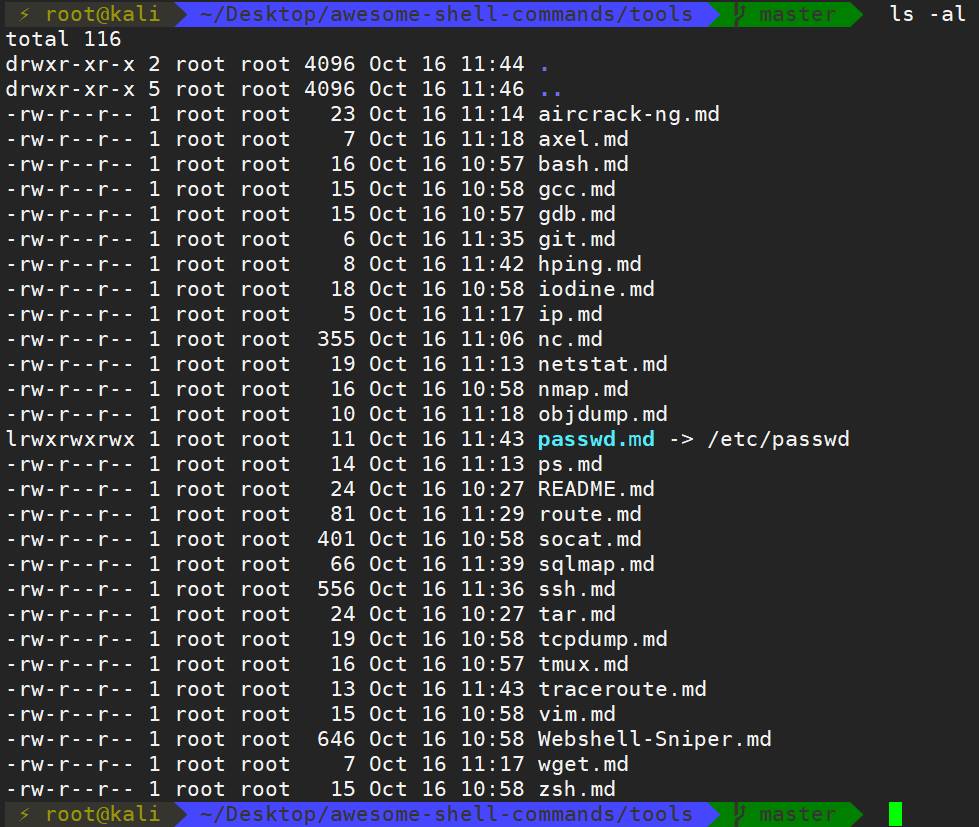 ⚡ root@kali ~/Desktop/awesome-shell-commands/tools master ls -al
total 116
drwxr-xr-x 2 root root 4096 Oct 16 11:44 .
drwxr-xr-x 5 root root 4096 Oct 16 11:46 ..
-rw-r--r-- 1 root root   23 Oct 16 11:14 aircrack-ng.md
-rw-r--r-- 1 root root    7 Oct 16 11:18 axel.md
-rw-r--r-- 1 root root   16 Oct 16 10:57 bash.md
-rw-r--r-- 1 root root   15 Oct 16 10:58 gcc.md
-rw-r--r-- 1 root root   15 Oct 16 10:57 gdb.md
-rw-r--r-- 1 root root    6 Oct 16 11:35 git.md
-rw-r--r-- 1 root root    8 Oct 16 11:42 hping.md
-rw-r--r-- 1 root root   18 Oct 16 10:58 iodine.md
-rw-r--r-- 1 root root    5 Oct 16 11:17 ip.md
-rw-r--r-- 1 root root  355 Oct 16 11:06 nc.md
-rw-r--r-- 1 root root   19 Oct 16 11:13 netstat.md
-rw-r--r-- 1 root root   16 Oct 16 10:58 nmap.md
-rw-r--r-- 1 root root   10 Oct 16 11:18 objdump.md
lrwxrwxrwx 1 root root   11 Oct 16 11:43 passwd.md -> /etc/passwd
-rw-r--r-- 1 root root   14 Oct 16 11:13 ps.md
-rw-r--r-- 1 root root   24 Oct 16 10:27 README.md
-rw-r--r-- 1 root root   81 Oct 16 11:29 route.md
-rw-r--r-- 1 root root  401 Oct 16 10:58 socat.md
-rw-r--r-- 1 root root   66 Oct 16 11:39 sqlmap.md
-rw-r--r-- 1 root root  556 Oct 16 11:36 ssh.md
-rw-r--r-- 1 root root   24 Oct 16 10:27 tar.md
-rw-r--r-- 1 root root   19 Oct 16 10:58 tcpdump.md
-rw-r--r-- 1 root root   16 Oct 16 10:57 tmux.md
-rw-r--r-- 1 root root   13 Oct 16 11:43 traceroute.md
-rw-r--r-- 1 root root   15 Oct 16 10:58 vim.md
-rw-r--r-- 1 root root  646 Oct 16 10:58 Webshell-Sniper.md
-rw-r--r-- 1 root root    7 Oct 16 11:17 wget.md
-rw-r--r-- 1 root root   15 Oct 16 10:58 zsh.md
⚡ root@kali ~/Desktop/awesome-shell-commands/tools master